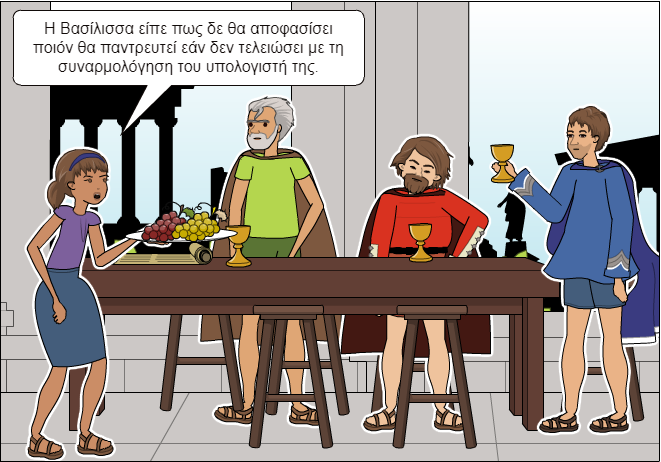 Η Βασίλισσα είπε πως δε θα αποφασίσει
ποιόν θα παντρευτεί εάν δεν τελειώσει με τη
συναρμολόγηση του υπολογιστή της.